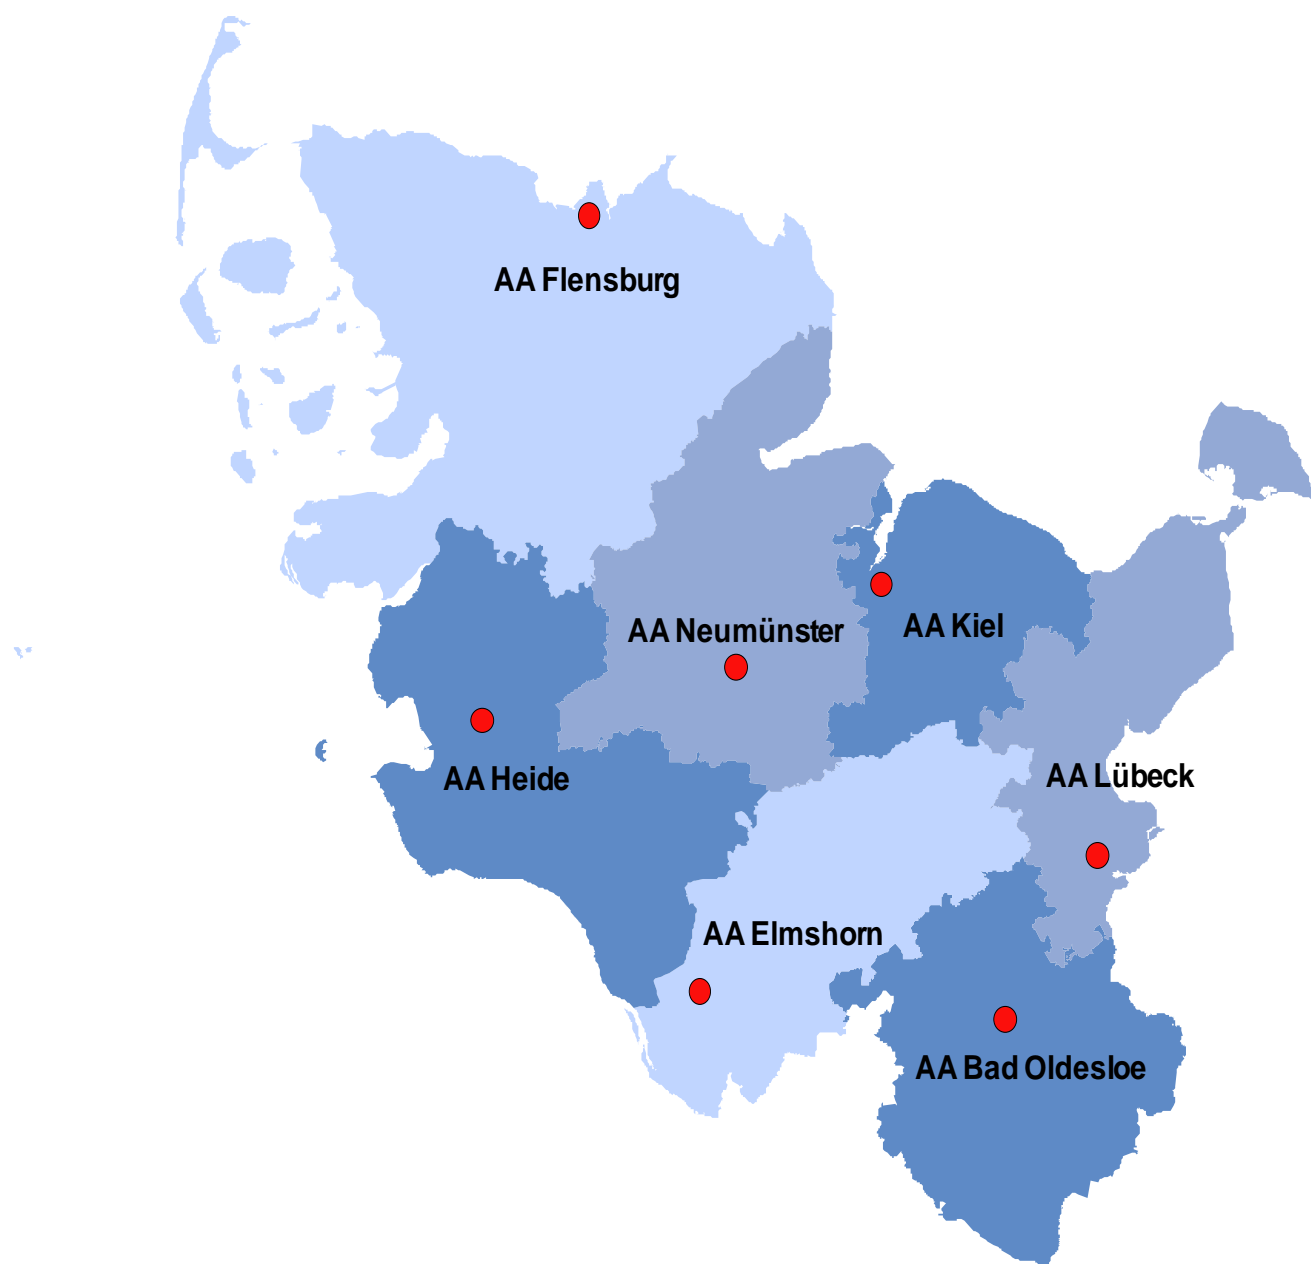 AA Flensburg
AA Neumünster
AA Kiel
AA Heide
AA Lübeck
AA Elmshorn
AA Bad Oldesloe